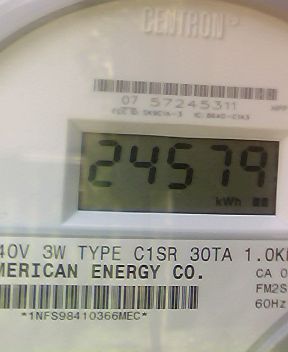 CENTRON
07 57245311
24579
kWh
40V 3W TYPE C1SR 30TA 1.0K
MERICAN ENERGY CO.
CA 0
FM2S
60Hz
*1NFS98410366MEC*